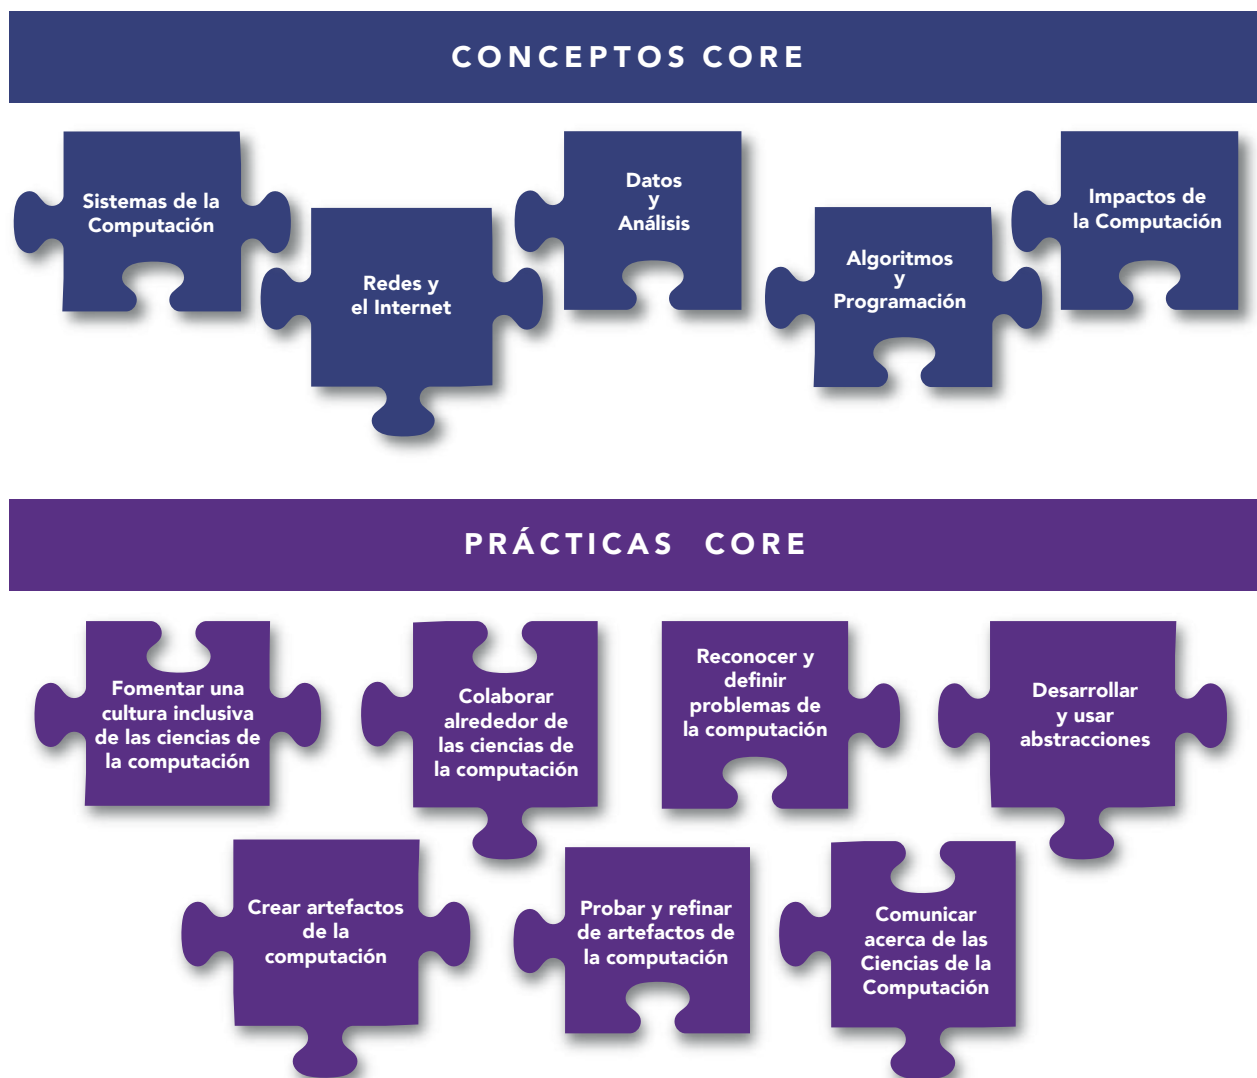 CONCEPTOS CORE
Sistemas de la
Computación
Redes y
el Internet
Datos
y
Análisis
Algoritmos
y
Programación
Impactos de
la Computación
PRÁCTICAS CORE
Fomentar una
cultura inclusiva
de las ciencias de
la computación
Colaborar
alrededor de
las ciencias de
la computación
Reconocer y
definir
problemas de
la computación
Desarrollar
y usar
abstracciones
Crear artefactos
de la
computación
Probar y refinar
de artefactos de
la computación
Comunicar
acerca de las
Ciencias de la
Computación